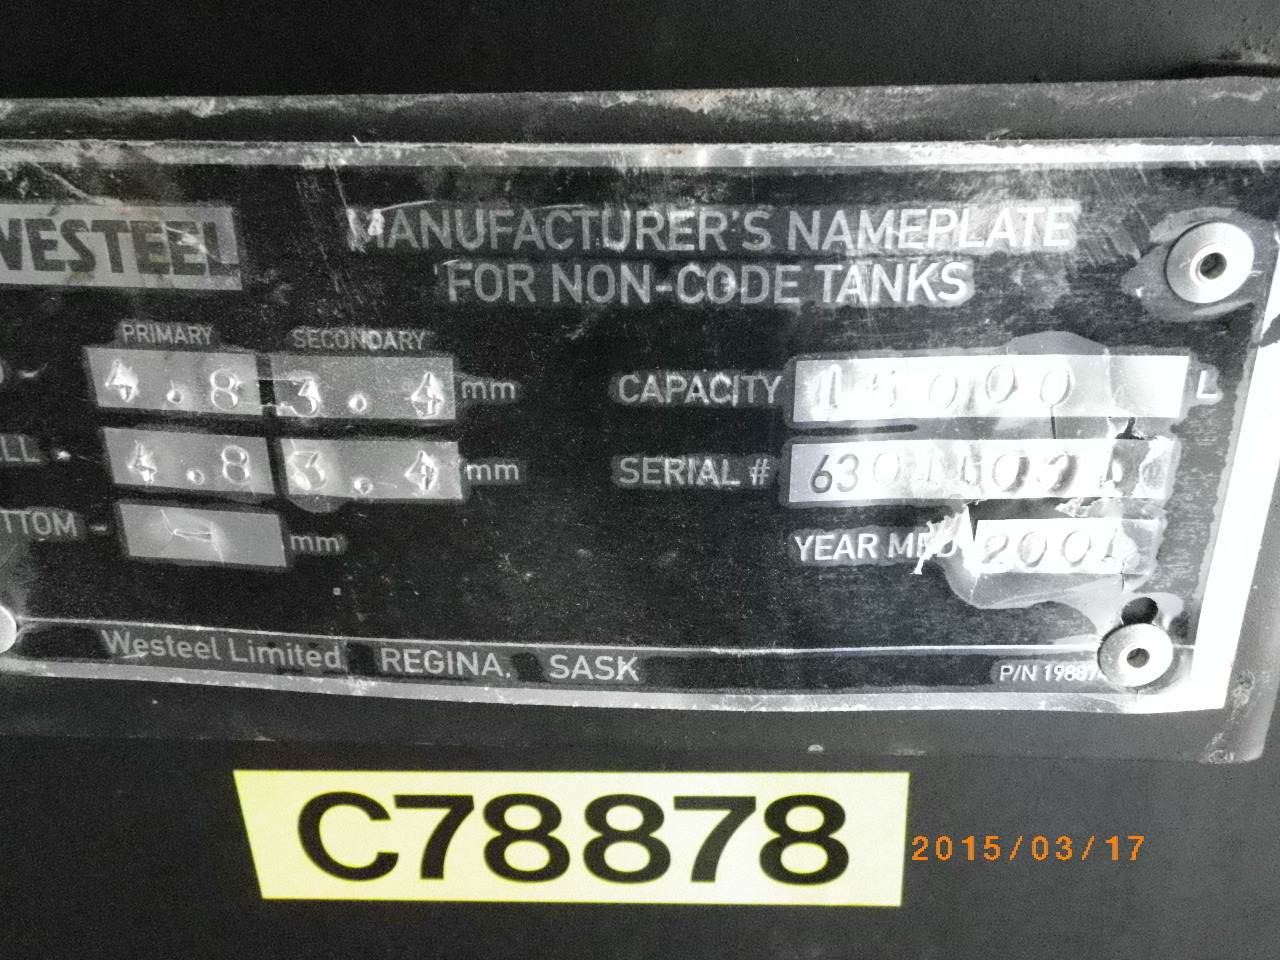 WESTEEL
MANUFACTURER'S NAMEPLATE
FOR NON-CODE TANKS
PRIMARY SECONDARY
4.8 3.4 mm CAPACITY 15000 L
4.8 3.4 mm SERIAL #
- mm YEAR MFD
Westeel Limited REGINA, SASK
P/N
C78878
2015/03/17